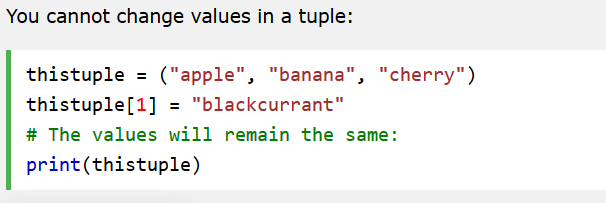 You cannot change values in a tuple:
thistuple = ("apple", "banana", "cherry")
thistuple[1] = "blackcurrant"
# The values will remain the same:
print(thistuple)